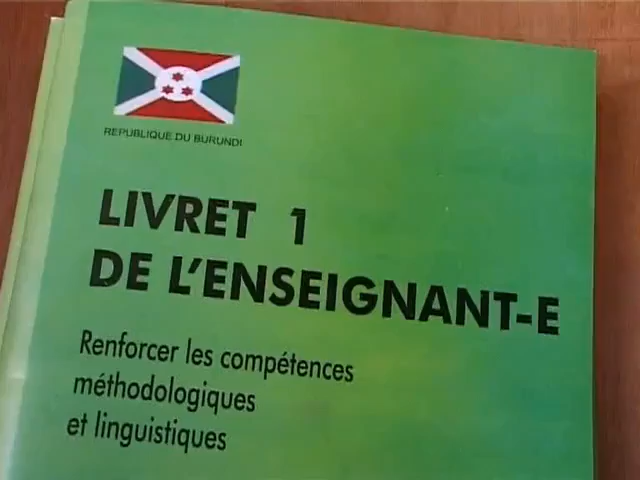 REPUBLIQUE DU BURUNDI
LIVRET 1
DE L'ENSEIGNANT-E
Renforcer les compétences
méthodologiques
et linguistiques